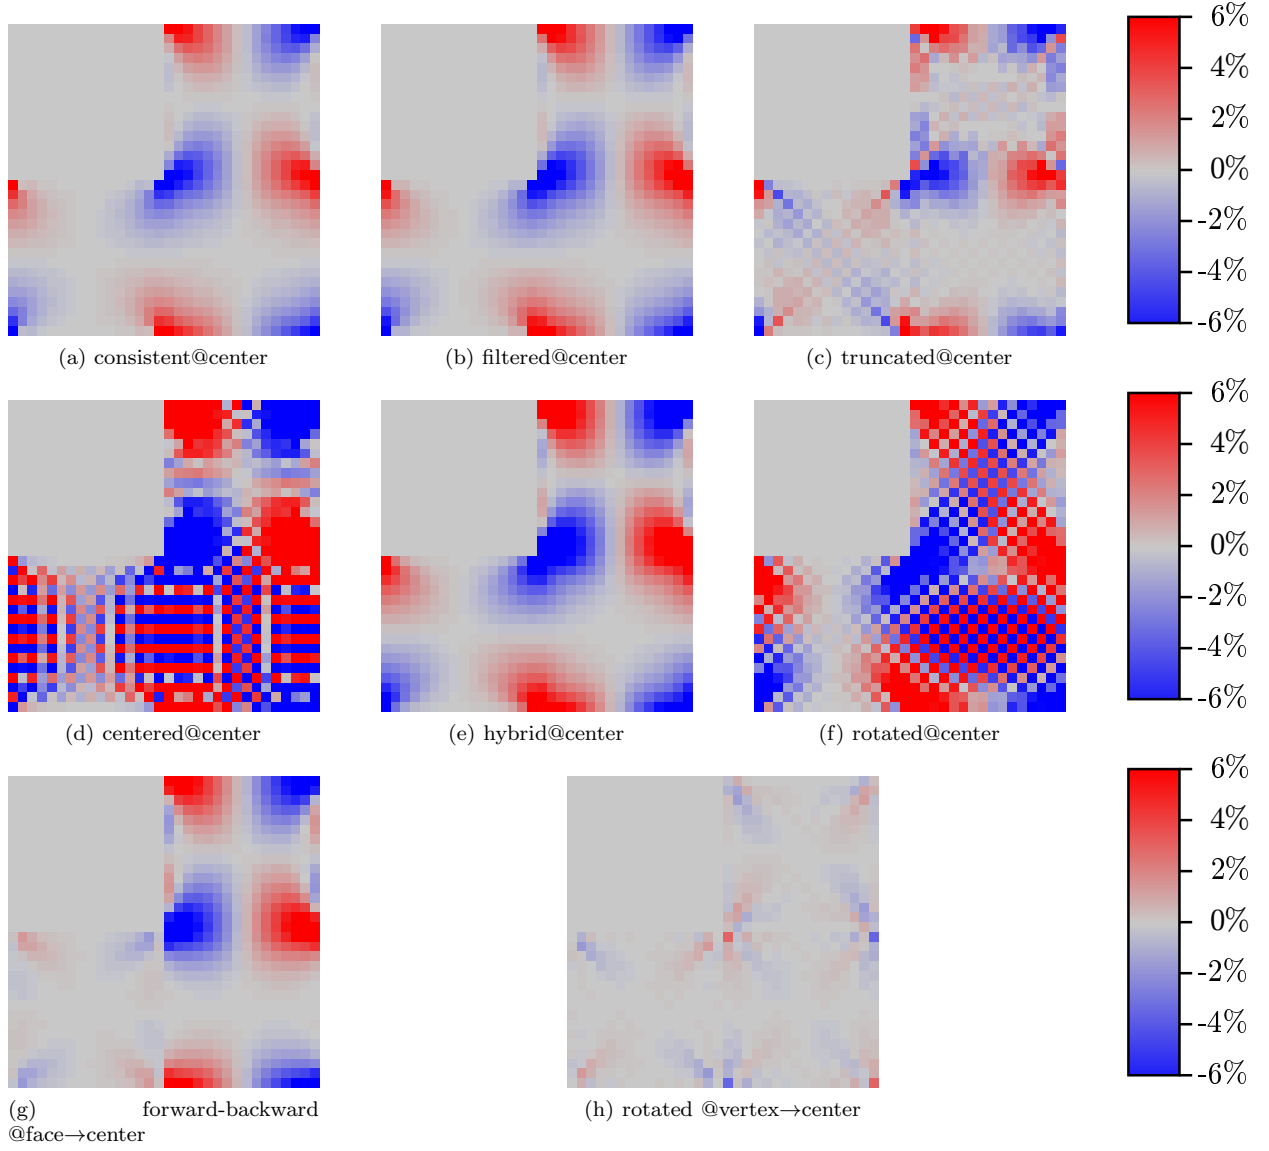 6%
4%
2%
0%
-2%
-4%
-6%
(a) consistent@center
(b) filtered@center
(c) truncated@center
6%
4%
2%
0%
-2%
-4%
-6%
(d) centered@center
(e) hybrid@center
(f) rotated@center
6%
4%
2%
0%
-2%
-4%
-6%
(g) forward-backward
@face→center
(h) rotated @vertex→center